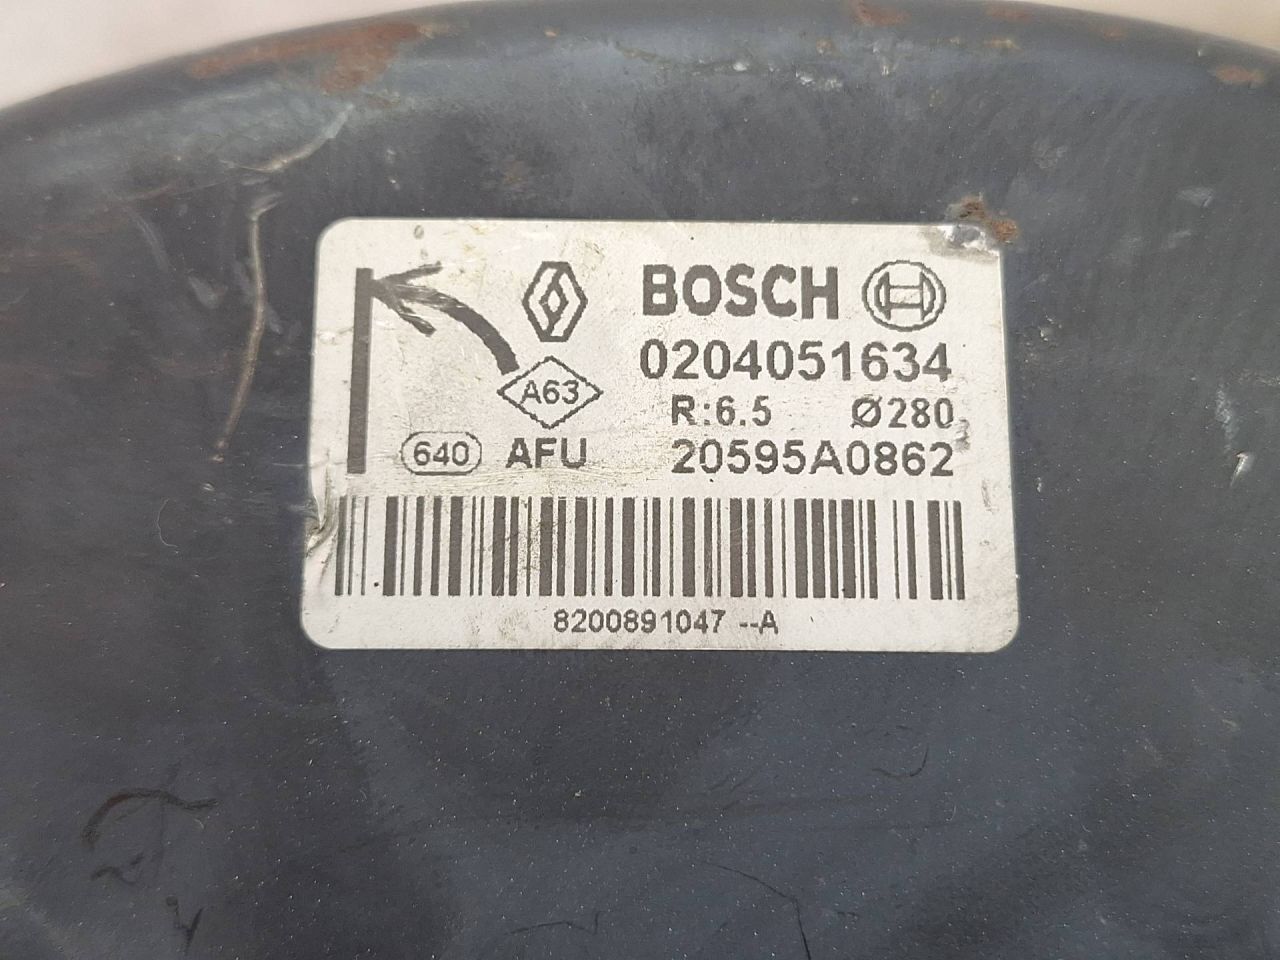 BOSCH
0204051634
A63
R:6.5 Ø280
640 AFU 20595A0862
8200891047 --A